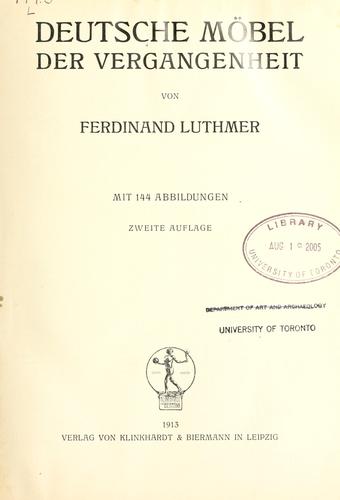 DEUTSCHE MÖBEL
DER VERGANGENHEIT
VON
FERDINAND LUTHMER
MIT 144 ABBILDUNGEN
ZWEITE AUFLAGE
LIBRARY
AUG 10 2005
UNIVERSITY OF TORONTO
DEPARTMENT OF ART AND ARCHAEOLOGY
UNIVERSITY OF TORONTO
1913
VERLAG VON KLINKHARDT & BIERMANN IN LEIPZIG